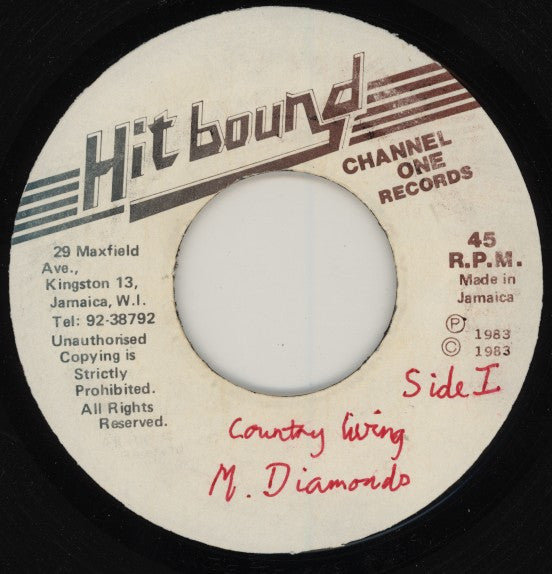 Hit bound
CHANNEL
ONE
RECORDS
29 Maxfield
Ave.,
Kingston 13,
Jamaica, W.I.
Tel: 92-38792
Unauthorised
Copying is
Strictly
Prohibited.
All Rights
Reserved.
45
R.P.M.
Made in
Jamaica
Ⓟ 1983
© 1983
Side I
Country living
M. Diamonds